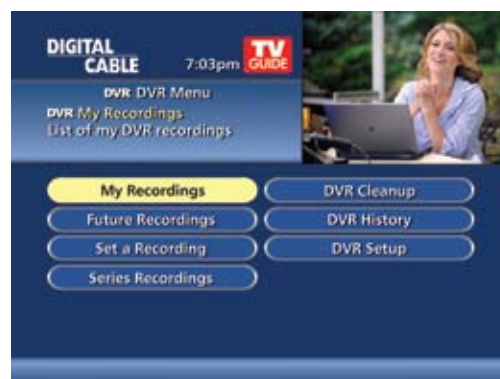 DIGITAL
CABLE
7:03pm
TV
GUIDE
DVR DVR Menu
DVR My Recordings
List of my DVR recordings
My Recordings
DVR Cleanup
Future Recordings
DVR History
Set a Recording
DVR Setup
Series Recordings